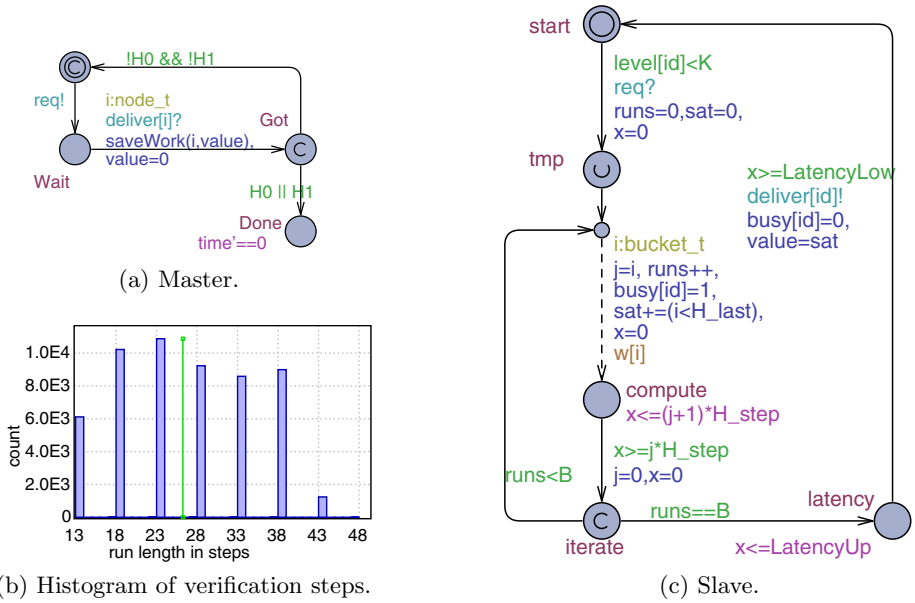 !H0 && !H1
req!
i:node_t
deliver[i]?
saveWork(i,value),
value=0
Got
C
C
Wait
H0 || H1
Done
time'==0
(a) Master.
count
1.0E4
8.0E3
6.0E3
4.0E3
2.0E3
0
13 18 23 28 33 38 43 48
run length in steps
(b) Histogram of verification steps.
start
level[id]<K
req?
runs=0,sat=0,
x=0
tmp
x>=LatencyLow
deliver[id]!
busy[id]=0,
value=sat
i:bucket_t
j=i, runs++,
busy[id]=1,
sat+=(i<H_last),
x=0
w[i]
compute
x<=(j+1)*H_step
x>=j*H_step
j=0,x=0
runs<B
C
iterate
runs==B
latency
x<=LatencyUp
(c) Slave.